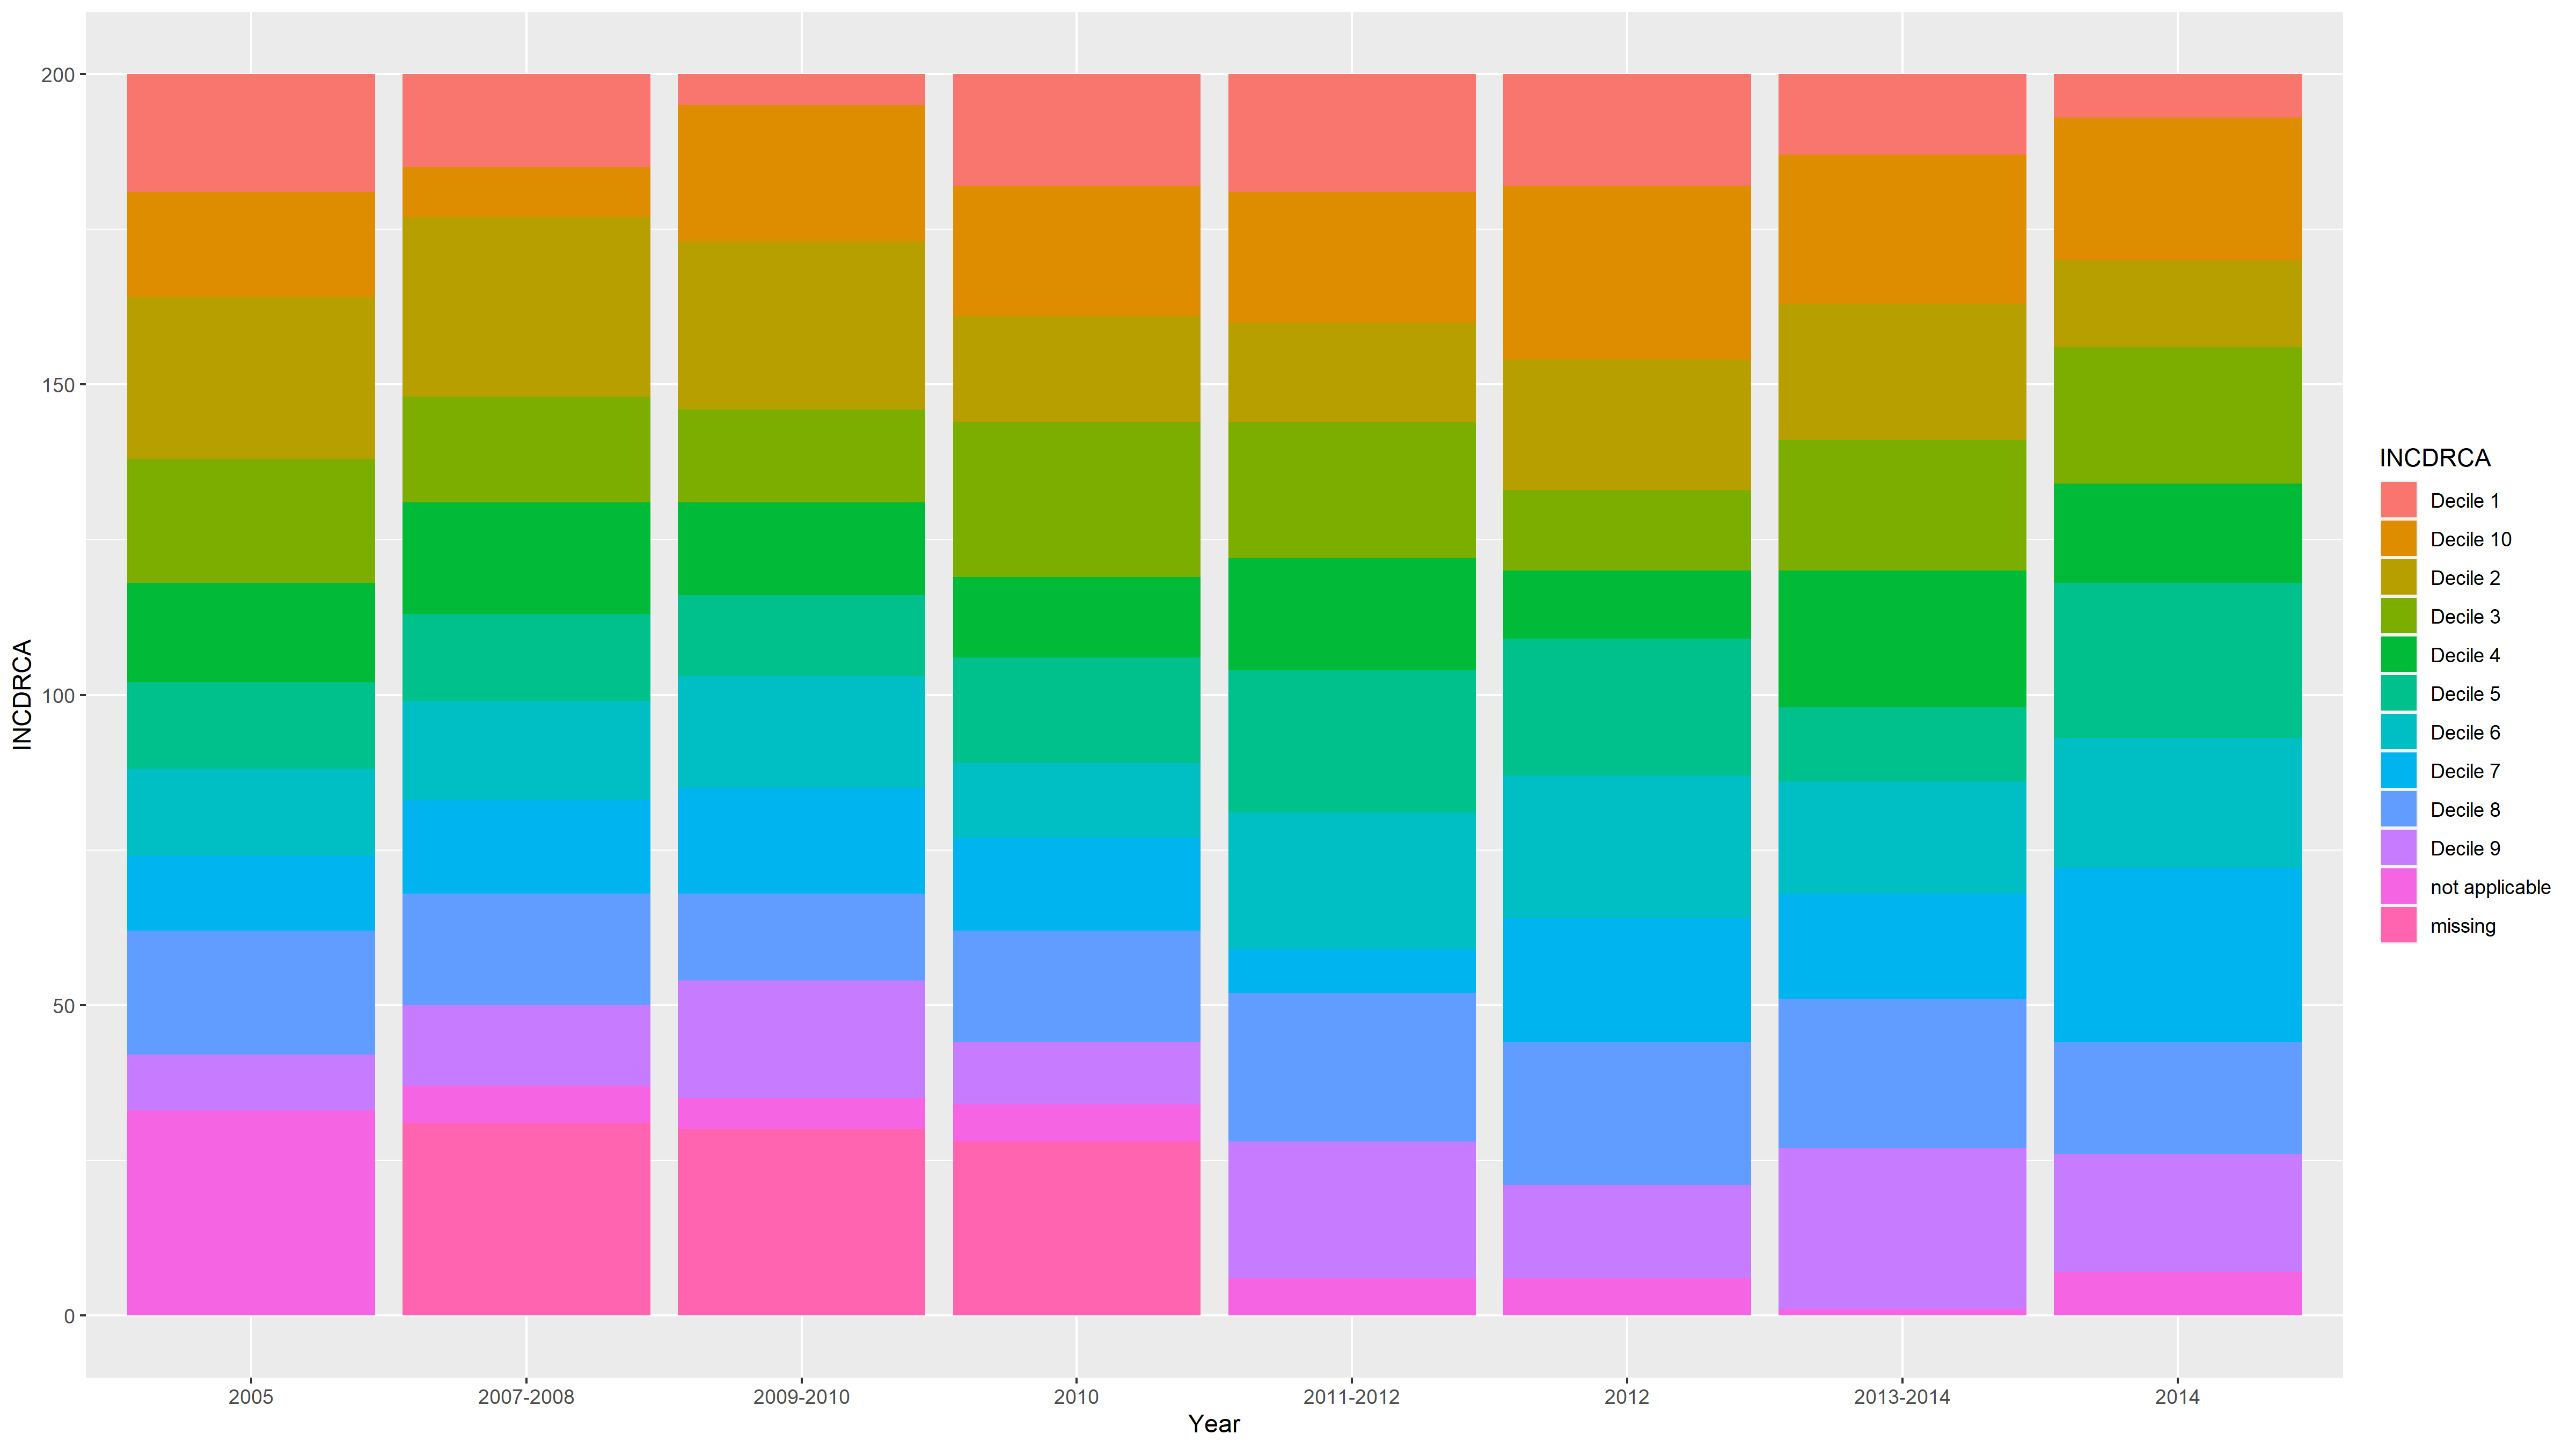 200
150
100
50
0
INCDRCA
2005 2007-2008 2009-2010 2010 2011-2012 2012 2013-2014 2014
Year
INCDRCA
Decile 1
Decile 10
Decile 2
Decile 3
Decile 4
Decile 5
Decile 6
Decile 7
Decile 8
Decile 9
not applicable
missing